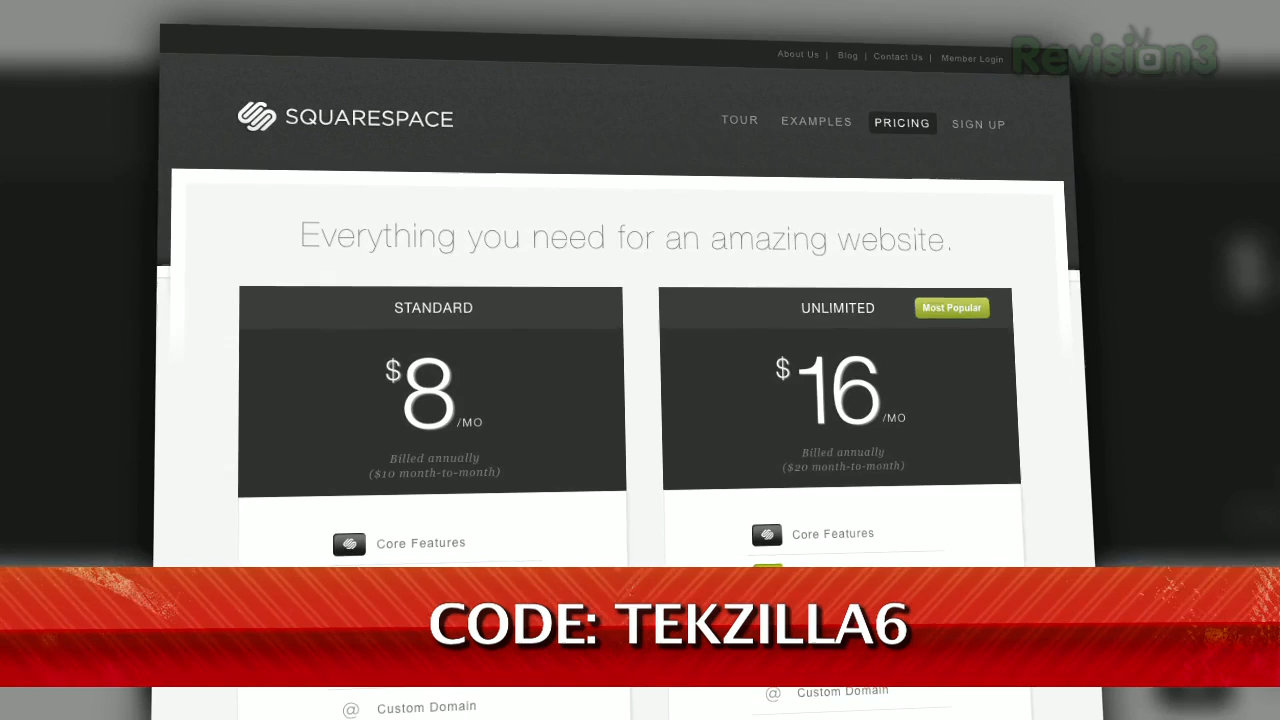 About Us | Blog | Contact Us | Member Login
Revision3
SQUARESPACE
TOUR EXAMPLES PRICING SIGN UP
Everything you need for an amazing website.
STANDARD
$8/MO
Billed annually
($10 month-to-month)
Core Features
UNLIMITED Most Popular
$16/MO
Billed annually
($20 month-to-month)
Core Features
CODE: TEKZILLA6
@ Custom Domain
@ Custom Domain